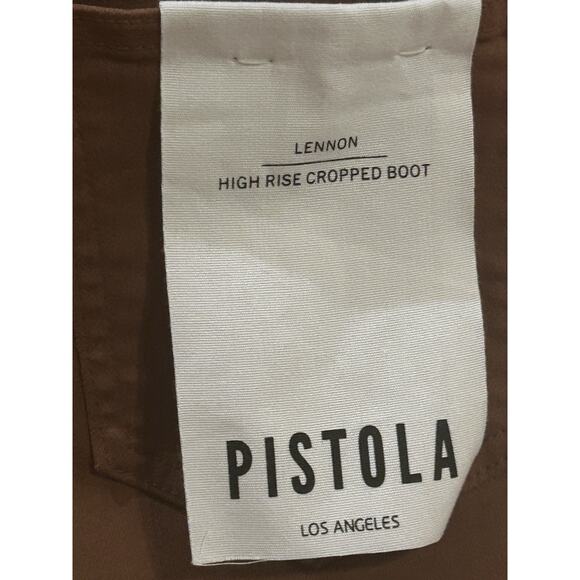 LENNON
HIGH RISE CROPPED BOOT
PISTOLA
LOS ANGELES